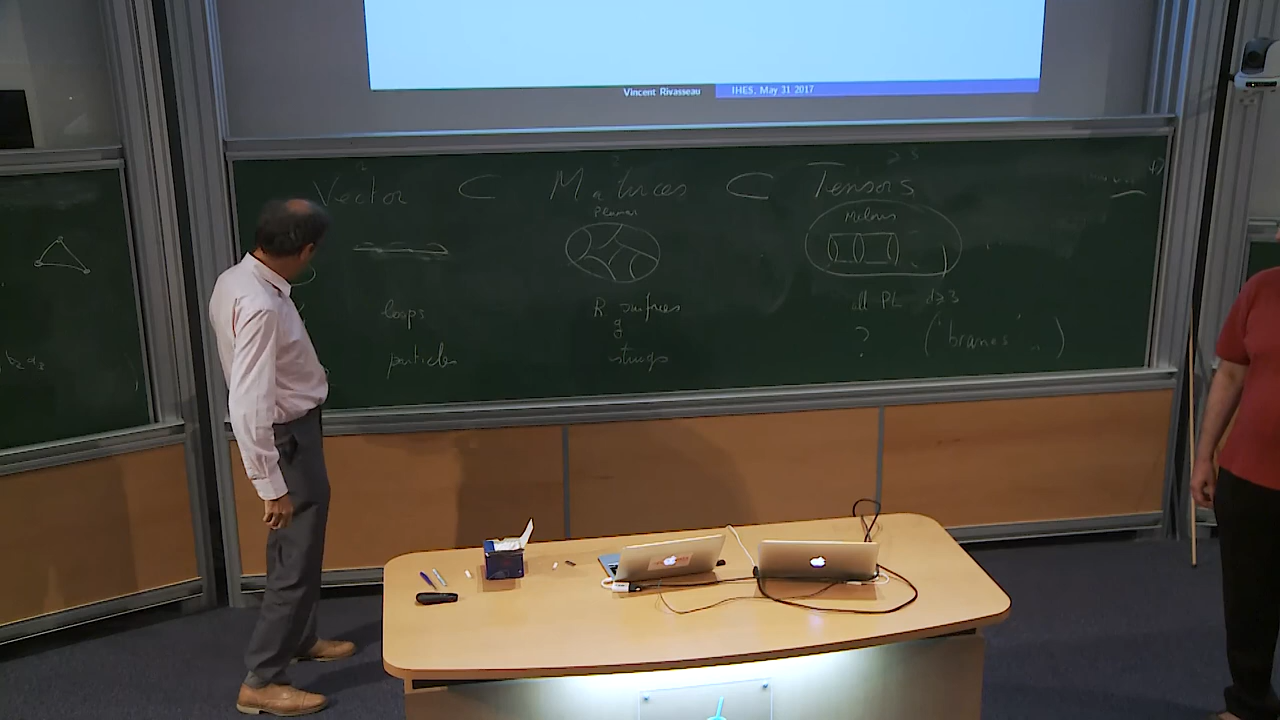 Vincent Rivasseau IHES, May 31 2017
Vector ⊂ Matrices ⊂ Tensors
Planar
Melons
loops
R surfaces
g
all PL d≥3
particles
strings
? ('branes' ..)